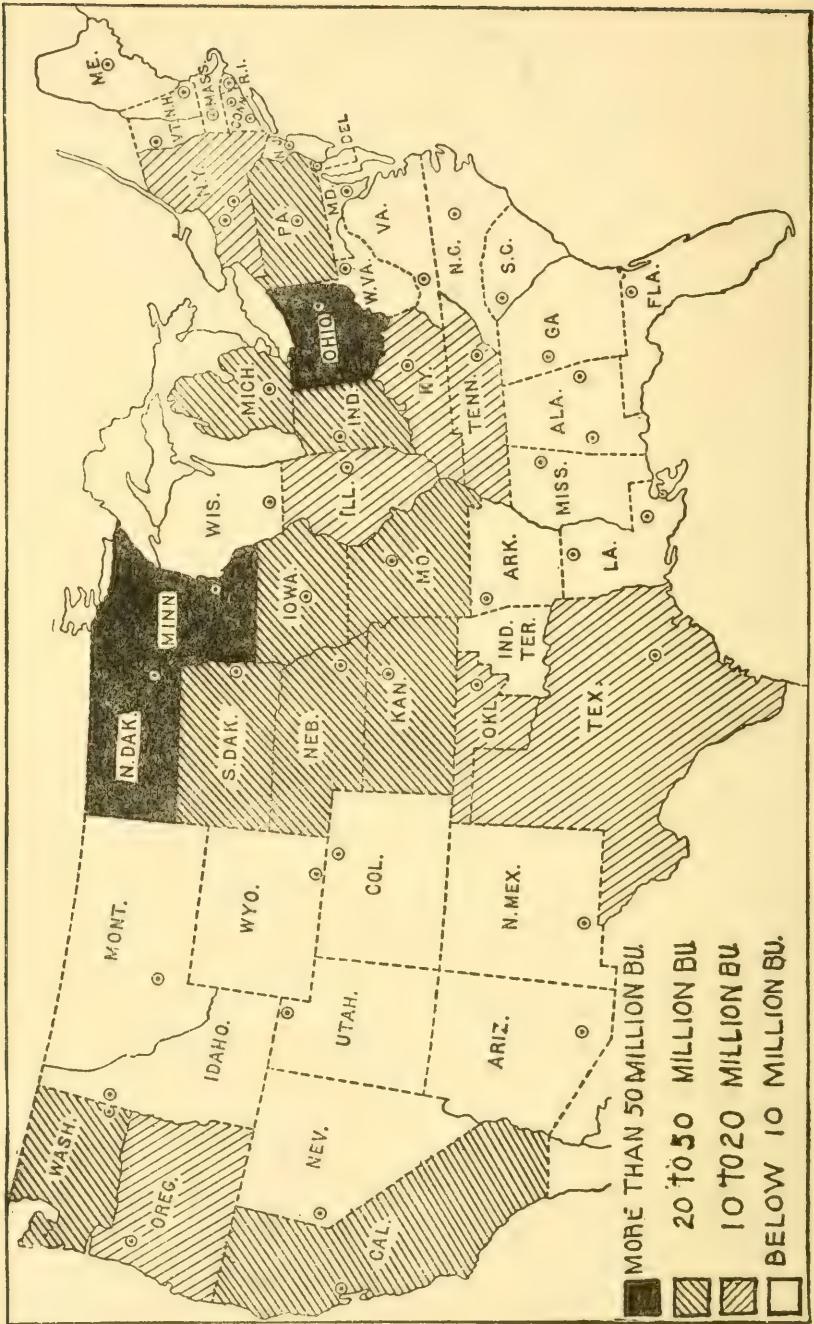 ME.
VT.
N.H.
MASS.
CONN.
R.I.
N.Y.
N.J.
PA.
DEL
MD.
VA.
W.VA.
N.C.
S.C.
GA
FLA.
OHIO
MICH.
IND.
KY.
TENN.
ALA.
MISS.
WIS.
ILL.
MINN.
IOWA.
MO.
ARK.
LA.
N.DAK.
S.DAK.
NEB.
KAN.
OKL.
IND.
TER.
TEX.
MONT.
WYO.
COL.
N.MEX.
IDAHO.
UTAH.
ARIZ.
WASH.
OREG.
NEV.
CAL.
MORE THAN 50 MILLION BU.
20 TO 50 MILLION BU
10 TO 20 MILLION BU
BELOW 10 MILLION BU.